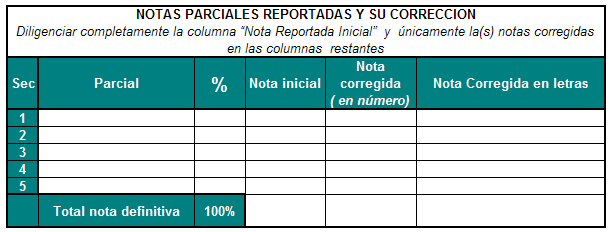 NOTAS PARCIALES REPORTADAS Y SU CORRECCION
Diligenciar completamente la columna “Nota Reportada Inicial” y únicamente la(s) notas corregidas
en las columnas restantes
Sec Parcial % Nota inicial Nota corregida ( en número) Nota Corregida en letras
1
2
3
4
5
Total nota definitiva 100%